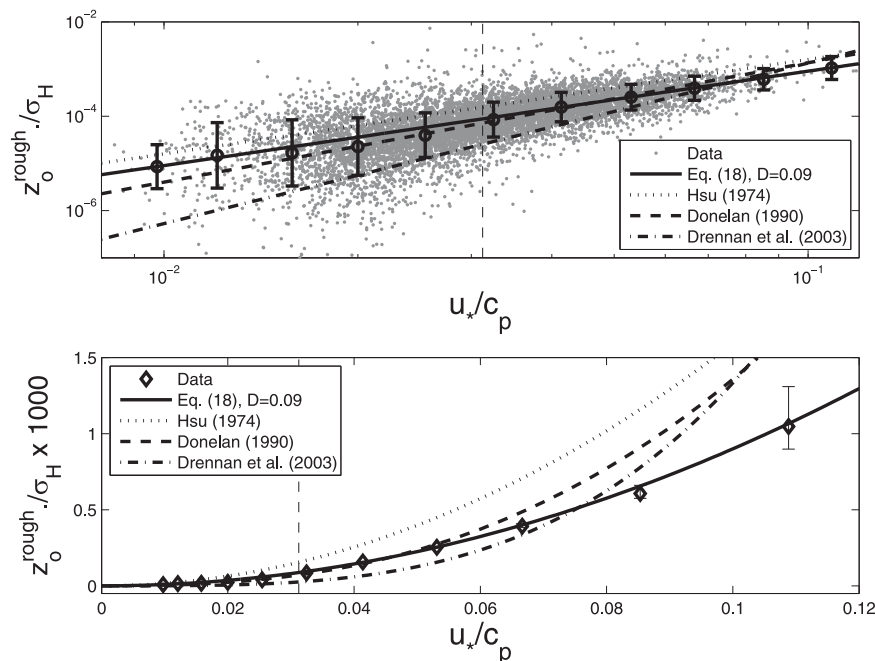 10^-2
10^-4
10^-6
z_o^rough./σ_H
Data
Eq. (18), D=0.09
Hsu (1974)
Donelan (1990)
Drennan et al. (2003)
10^-2
10^-1
u_*/c_p
1.5
1
0.5
0
z_o^rough./σ_H x 1000
Data
Eq. (18), D=0.09
Hsu (1974)
Donelan (1990)
Drennan et al. (2003)
0 0.02 0.04 0.06 0.08 0.1 0.12
u_*/c_p